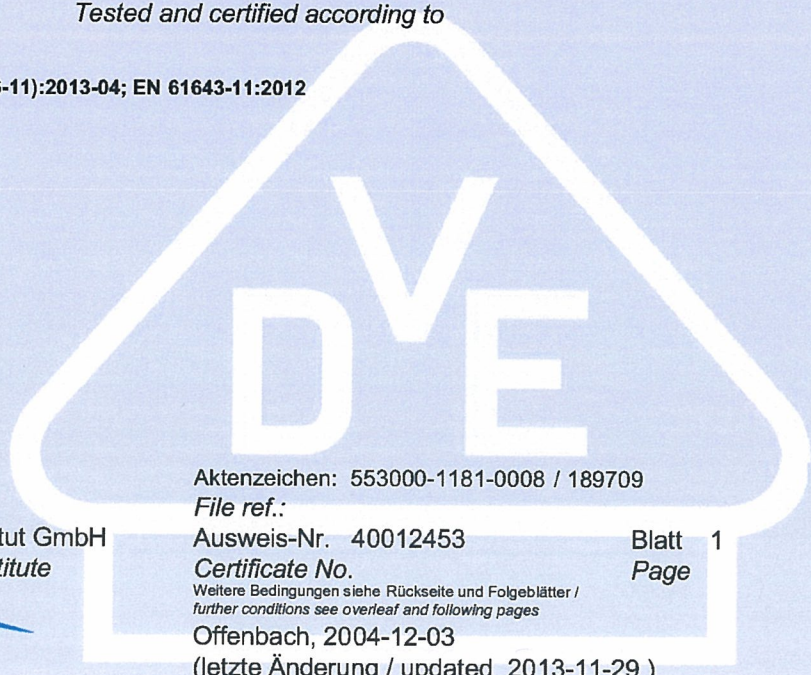 Tested and certified according to
-11):2013-04; EN 61643-11:2012
V
D E
Aktenzeichen: 553000-1181-0008 / 189709
File ref.:
tut GmbH Ausweis-Nr. 40012453 Blatt 1
titute Certificate No. Page
Weitere Bedingungen siehe Rückseite und Folgeblätter /
further conditions see overleaf and following pages
Offenbach, 2004-12-03
(letzte Änderung / updated 2013-11-29 )